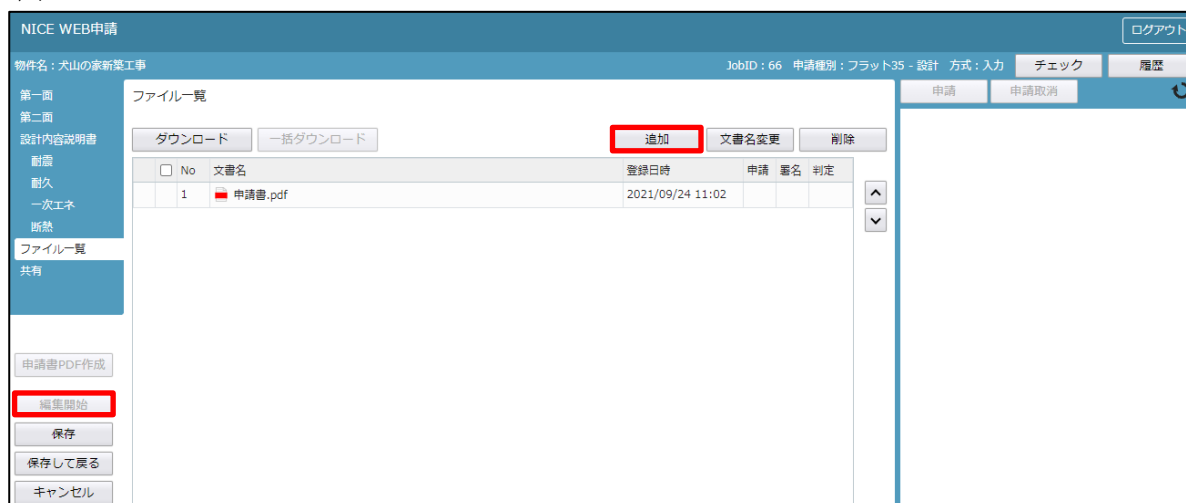 NICE WEB申請
ログアウト
物件名：犬山の家新築工事
JobID：66 申請種別：フラット35 - 設計 方式：入力
チェック
履歴
第一面
第二面
設計内容説明書
耐震
耐久
一次エネ
断熱
ファイル一覧
共有
ファイル一覧
申請
申請取消
ダウンロード
一括ダウンロード
追加
文書名変更
削除
No 文書名 登録日時 申請 署名 判定
1 申請書.pdf 2021/09/24 11:02
申請書PDF作成
編集開始
保存
保存して戻る
キャンセル